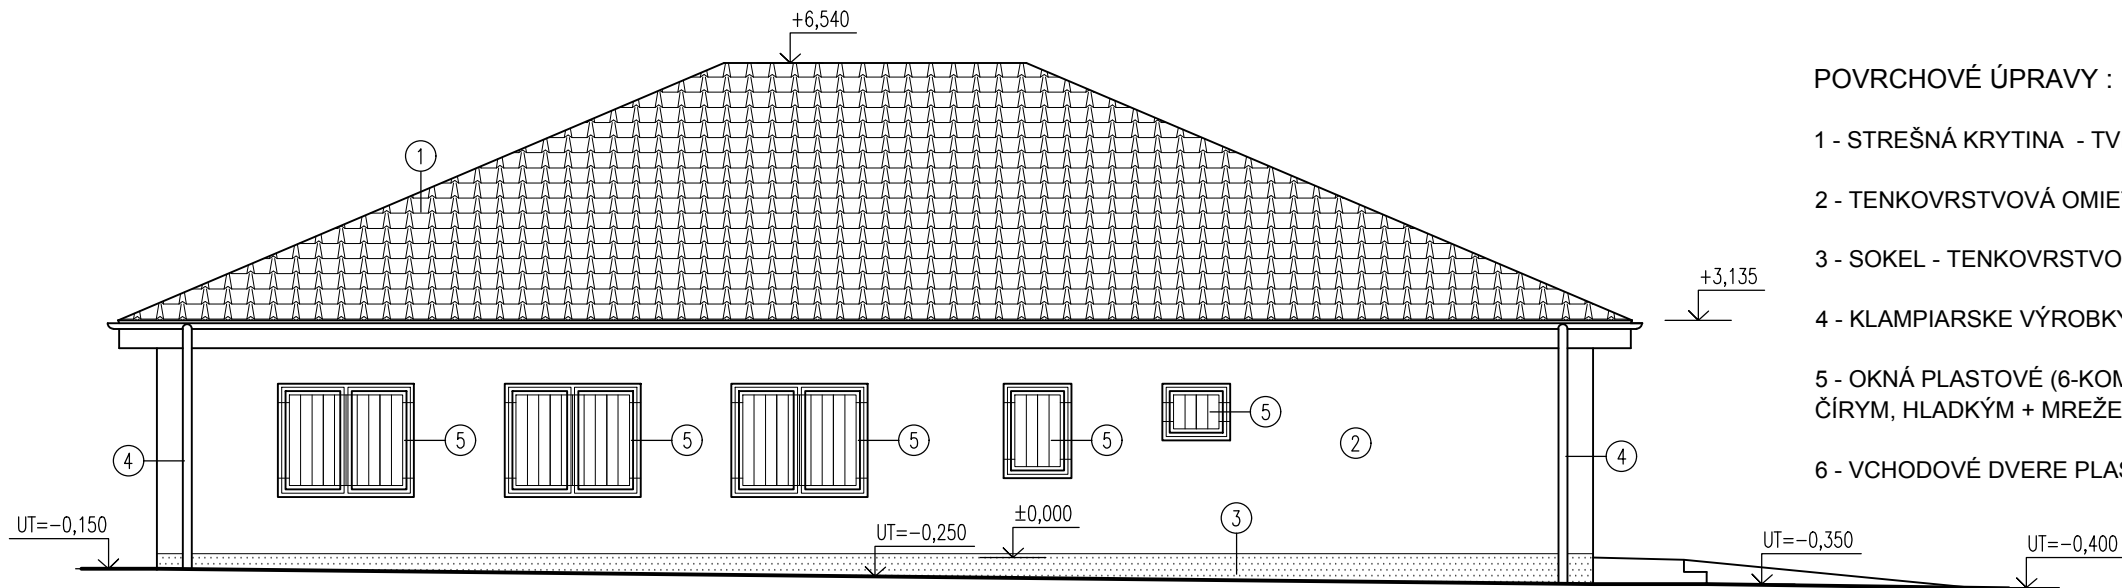 +6,540
POVRCHOVÉ ÚPRAVY :
1 - STREŠNÁ KRYTINA - TV
1
2 - TENKOVRSTVOVÁ OMIE
3 - SOKEL - TENKOVRSTVO
+3,135
4 - KLAMPIARSKE VÝROBKY
5 - OKNÁ PLASTOVÉ (6-KOM
ČÍRYM, HLADKÝM + MREŽE
5
5
5
5
5
2
4
4
6 - VCHODOVÉ DVERE PLAS
UT=-0,150
UT=-0,250
±0,000
3
UT=-0,350
UT=-0,400